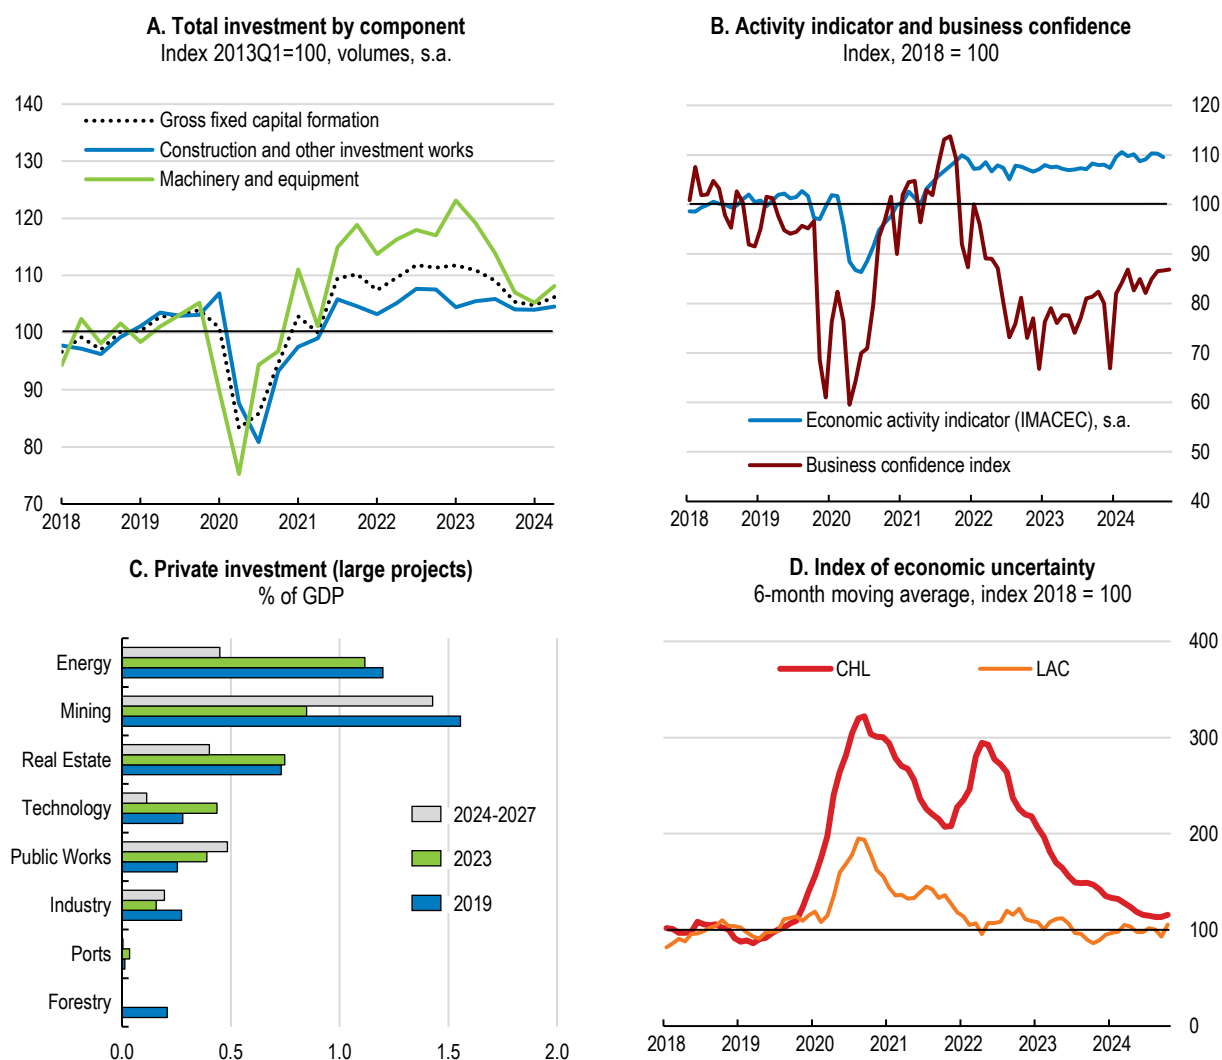 A. Total investment by component
Index 2013Q1=100, volumes, s.a.
140
130
120
110
100
90
80
70
Gross fixed capital formation
Construction and other investment works
Machinery and equipment
2018 2019 2020 2021 2022 2023 2024
B. Activity indicator and business confidence
Index, 2018 = 100
120
110
100
90
80
70
60
50
40
Economic activity indicator (IMACEC), s.a.
Business confidence index
2018 2019 2020 2021 2022 2023 2024
C. Private investment (large projects)
% of GDP
Energy
Mining
Real Estate
Technology
Public Works
Industry
Ports
Forestry
2024-2027
2023
2019
0.0 0.5 1.0 1.5 2.0
D. Index of economic uncertainty
6-month moving average, index 2018 = 100
400
300
200
100
0
CHL
LAC
2018 2019 2020 2021 2022 2023 2024